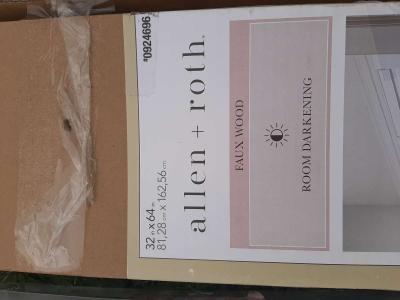 #0924696
32 in x 64 in
81,28 cm x 162,56 cm
allen + roth®
FAUX WOOD
ROOM DARKENING